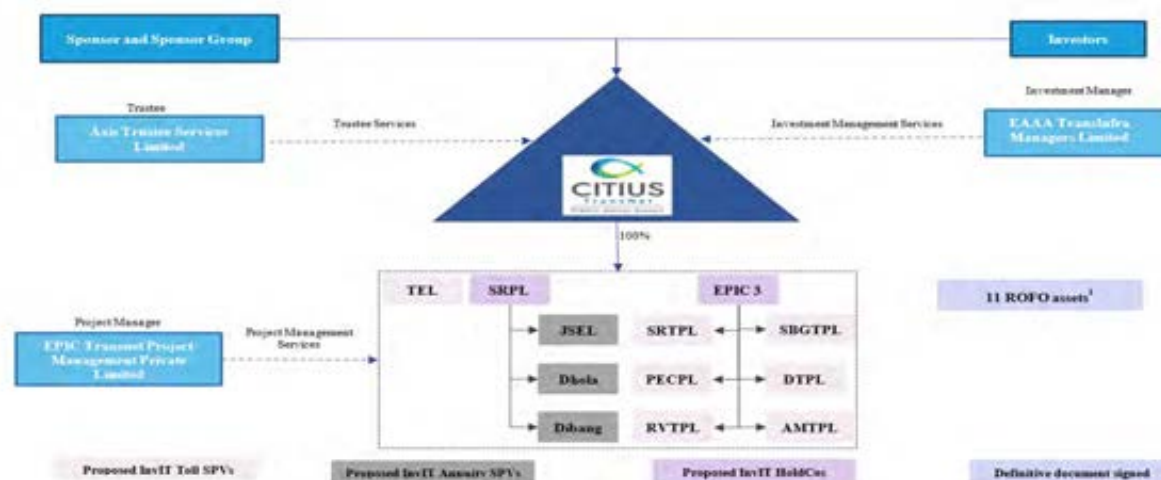 Sponsor and Sponsor Group
Investors
Trustee
Axis Trustee Services
Limited
Trustee Services
Investment Management Services
Investment Manager
EAAA TransInfra
Managers Limited
CITIUS
TransNet
100%
TEL
SRPL
EPIC 3
11 ROFO assets¹
Project Manager
EPIC Transnet Project
Management Private
Limited
Project Management
Services
JSEL
SRTPL
SBGTPL
Dhola
PECPL
DTPL
Dibang
RVTPL
AMTPL
Proposed InvIT Toll SPVs
Proposed InvIT Annuity SPVs
Proposed InvIT HoldCos
Definitive document signed